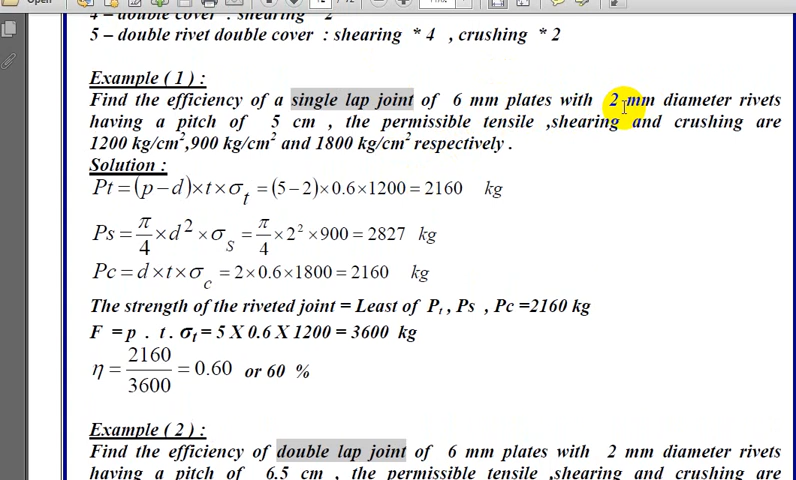 Open
4 – double cover : shearing * 2
5 – double rivet double cover : shearing * 4 , crushing * 2
Example ( 1 ) :
Find the efficiency of a single lap joint of 6 mm plates with 2 mm diameter rivets
having a pitch of 5 cm , the permissible tensile ,shearing and crushing are
1200 kg/cm²,900 kg/cm² and 1800 kg/cm² respectively .
Solution :
Pt = (p − d) × t × σt = (5 − 2) × 0.6 × 1200 = 2160 kg
Ps = π/4 × d² × σS = π/4 × 2² × 900 = 2827 kg
Pc = d × t × σc = 2 × 0.6 × 1800 = 2160 kg
The strength of the riveted joint = Least of Pt , Ps , Pc =2160 kg
F = p . t. σt = 5 X 0.6 X 1200 = 3600 kg
η = 2160/3600 = 0.60 or 60 %
Example ( 2 ) :
Find the efficiency of double lap joint of 6 mm plates with 2 mm diameter rivets
having a pitch of 6.5 cm , the permissible tensile ,shearing and crushing are